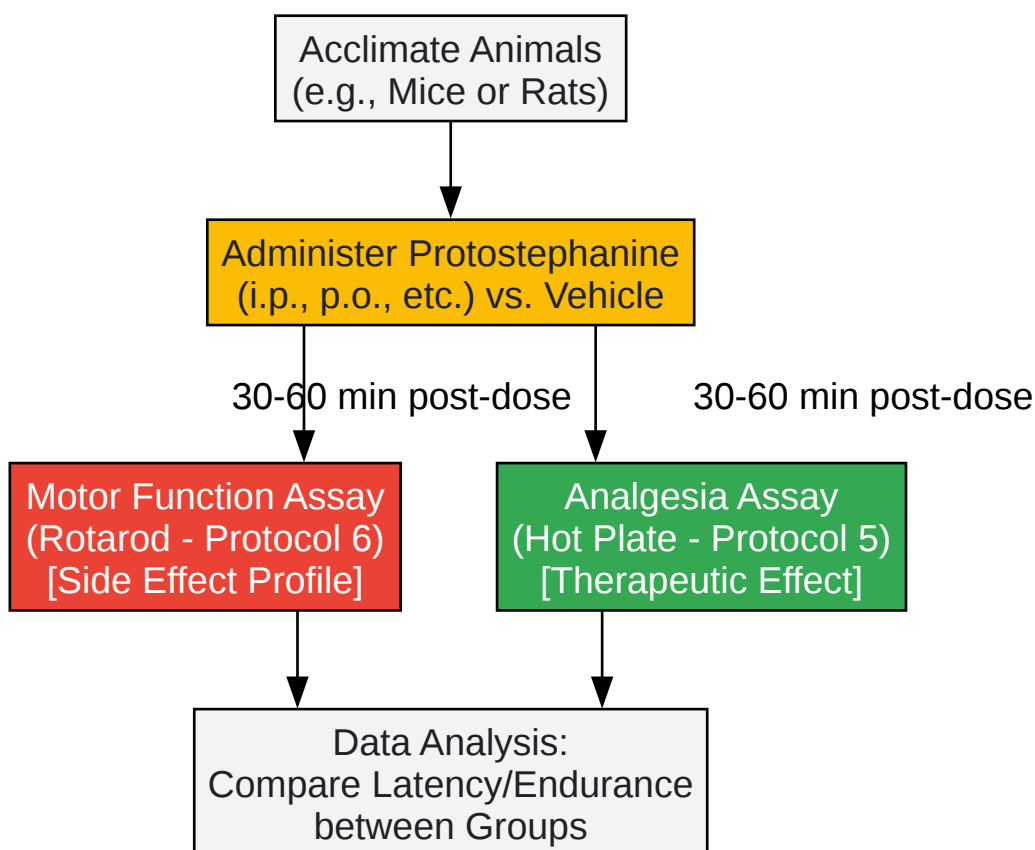 Acclimate Animals
(e.g., Mice or Rats)
Administer Protostephanine
(i.p., p.o., etc.) vs. Vehicle
30-60 min post-dose
30-60 min post-dose
Motor Function Assay
(Rotarod - Protocol 6)
[Side Effect Profile]
Analgesia Assay
(Hot Plate - Protocol 5)
[Therapeutic Effect]
Data Analysis:
Compare Latency/Endurance
between Groups